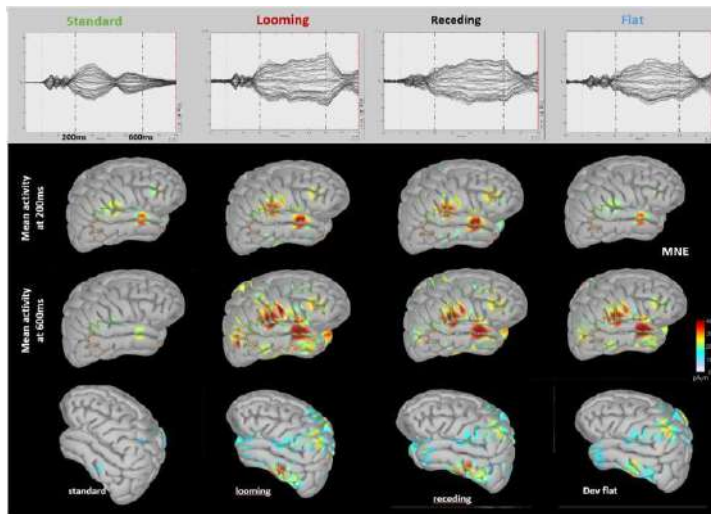 Standard
Looming
Receding
Flat
200ms
600ms
Mean activity
at 200ms
MNE
Mean activity
at 600ms
pA.m
standard
looming
receding
Dev flat